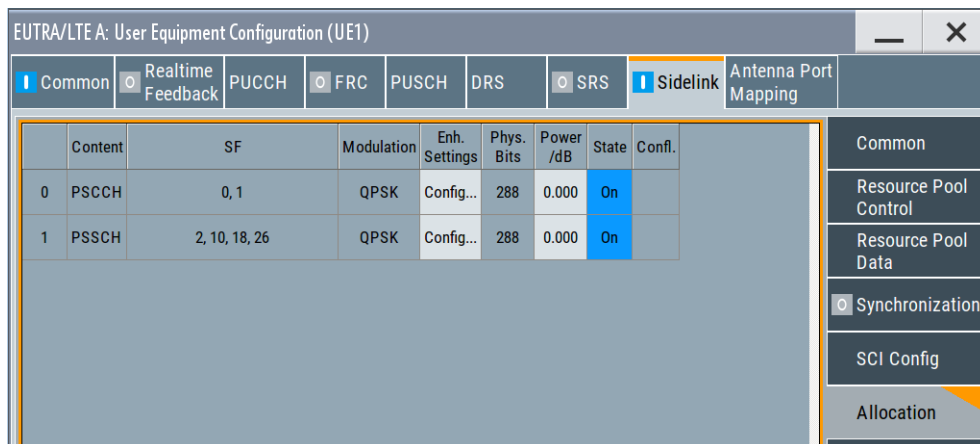 EUTRA/LTE A: User Equipment Configuration (UE1)
Common
Realtime
Feedback
PUCCH
FRC
PUSCH
DRS
SRS
Sidelink
Antenna Port
Mapping
Content SF Modulation Enh. Settings Phys. Bits Power /dB State Confl.
0 PSCCH 0, 1 QPSK Config... 288 0.000 On
1 PSSCH 2, 10, 18, 26 QPSK Config... 288 0.000 On
Common
Resource Pool
Control
Resource Pool
Data
Synchronization
SCI Config
Allocation